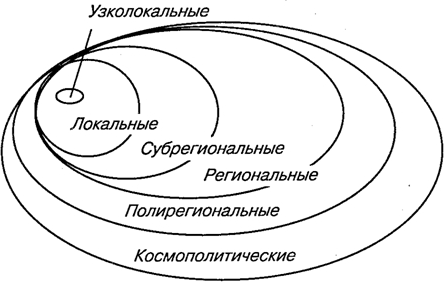 Узколокальные
Локальные
Субрегиональные
Региональные
Полирегиональные
Космополитические